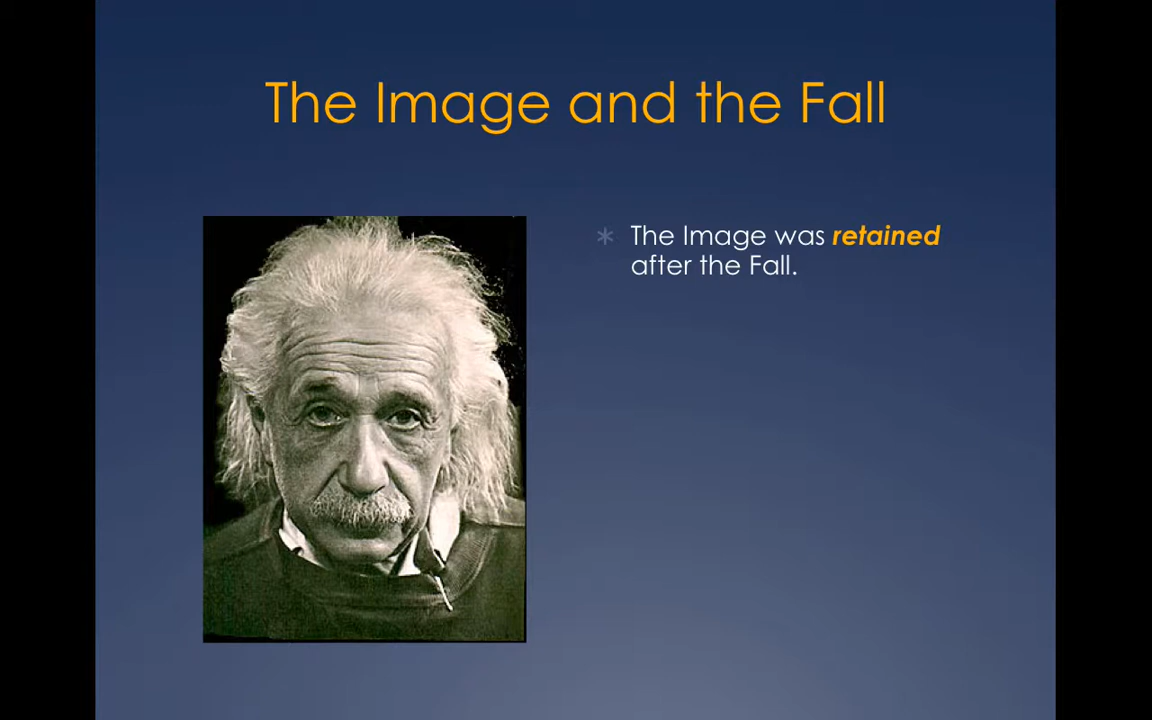 The Image and the Fall
The Image was retained
after the Fall.